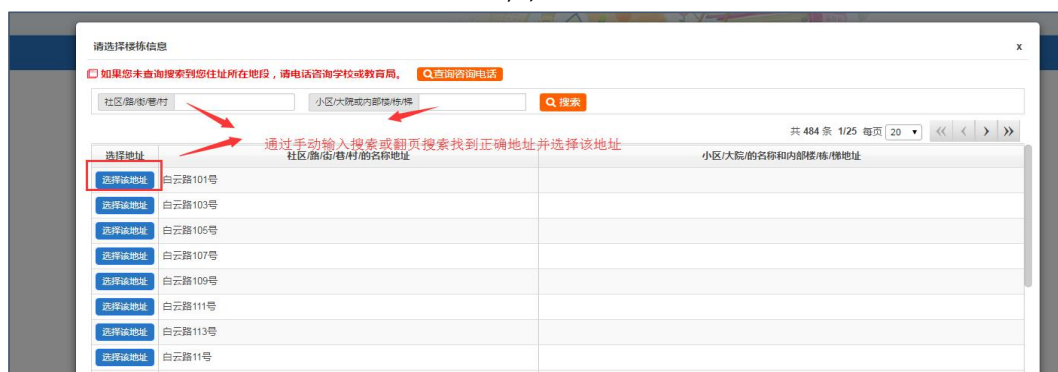 请选择楼栋信息 x
如果您未查询搜索到您住址所在地段，请电话咨询学校或教育局。 查询咨询电话
社区/路/街/巷/村 小区/大院或内部楼/栋/梯 搜索
共 484 条 1/25 每页 20
通过手动输入搜索或翻页搜索找到正确地址并选择该地址
选择地址 社区/路/街/巷/村的名称地址 小区/大院/的名称和内部楼/栋/梯地址
选择该地址 白云路101号
选择该地址 白云路103号
选择该地址 白云路105号
选择该地址 白云路107号
选择该地址 白云路109号
选择该地址 白云路111号
选择该地址 白云路113号
选择该地址 白云路11号